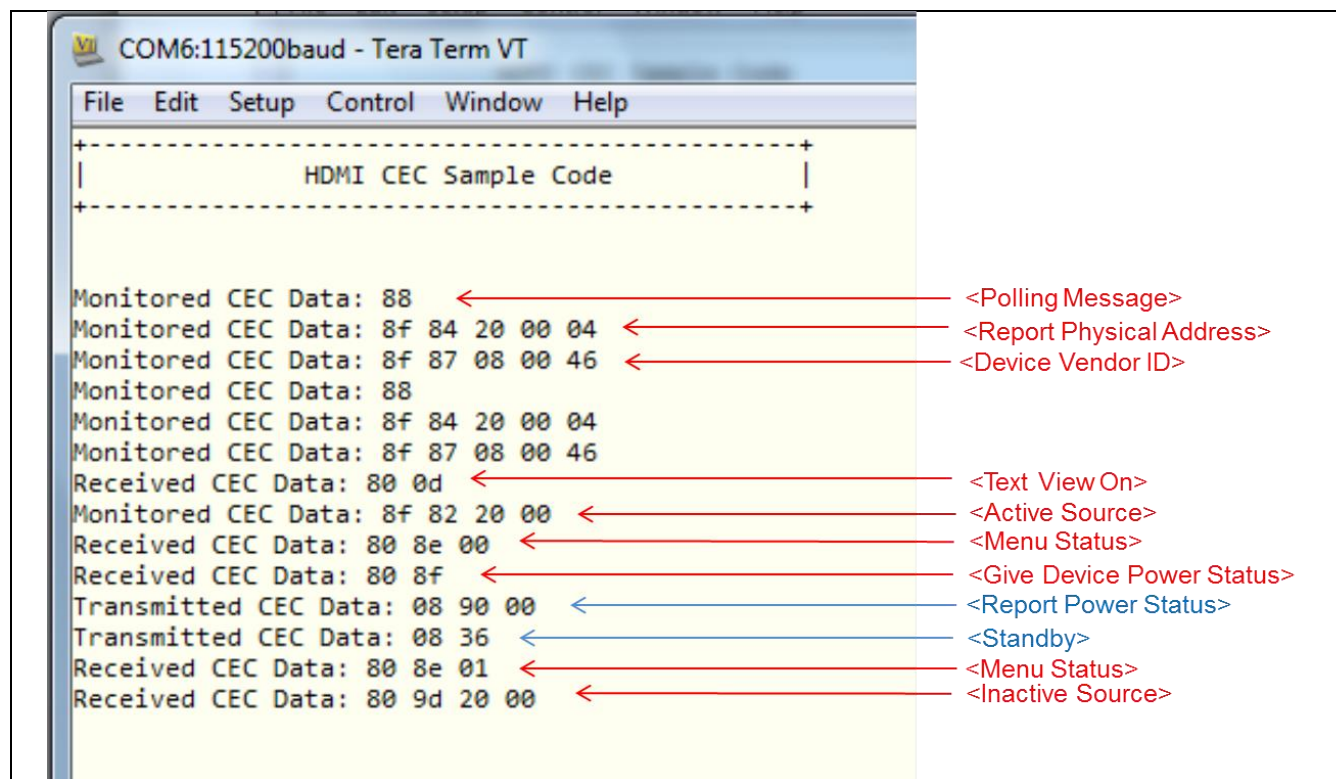 COM6:115200baud - Tera Term VT
File Edit Setup Control Window Help
+-----------------------------------------------+
| HDMI CEC Sample Code |
+-----------------------------------------------+
Monitored CEC Data: 88 <Polling Message>
Monitored CEC Data: 8f 84 20 00 04 <Report Physical Address>
Monitored CEC Data: 8f 87 08 00 46 <Device Vendor ID>
Monitored CEC Data: 88
Monitored CEC Data: 8f 84 20 00 04
Monitored CEC Data: 8f 87 08 00 46
Received CEC Data: 80 0d <Text View On>
Monitored CEC Data: 8f 82 20 00 <Active Source>
Received CEC Data: 80 8e 00 <Menu Status>
Received CEC Data: 80 8f <Give Device Power Status>
Transmitted CEC Data: 08 90 00 <Report Power Status>
Transmitted CEC Data: 08 36 <Standby>
Received CEC Data: 80 8e 01 <Menu Status>
Received CEC Data: 80 9d 20 00 <Inactive Source>